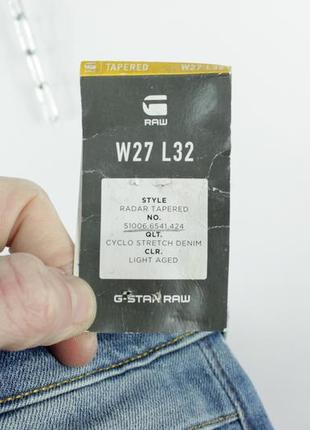 TAPERED W27 L32
RAW
W27 L32
STYLE
RADAR TAPERED
NO.
51006.6541.424
QLT.
CYCLO STRETCH DENIM
CLR.
LIGHT AGED
G-STAR RAW